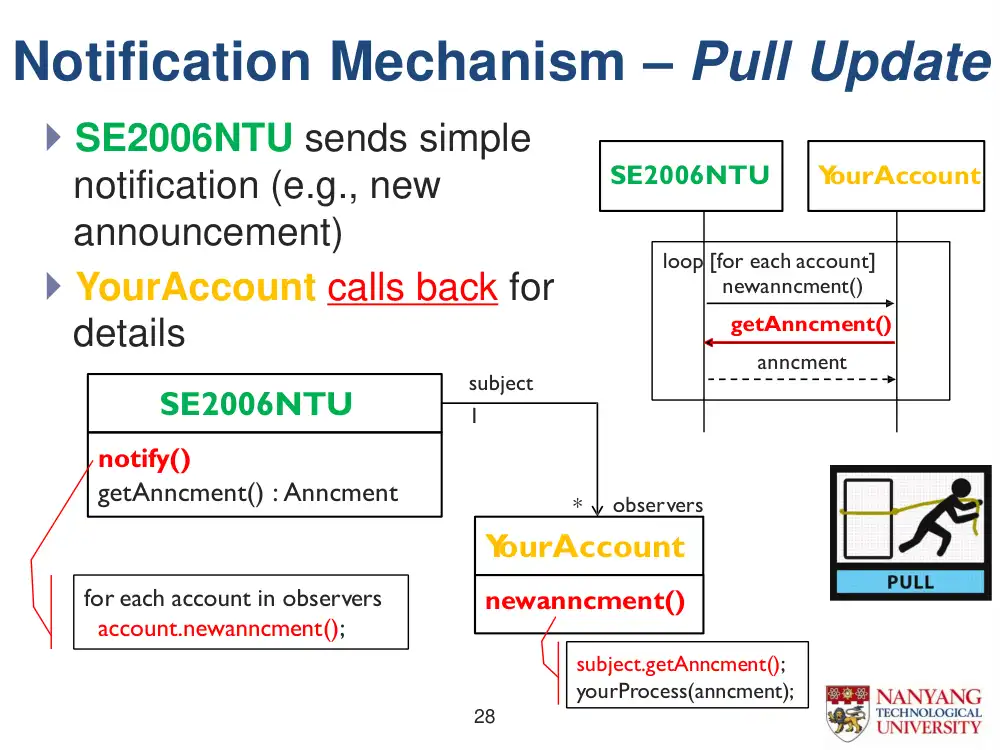 Notification Mechanism – Pull Update
SE2006NTU sends simple
notification (e.g., new
announcement)
YourAccount calls back for
details
SE2006NTU
YourAccount
loop [for each account]
newanncment()
getAnncment()
anncment
SE2006NTU
notify()
getAnncment() : Anncment
subject
1
* observers
YourAccount
newanncment()
for each account in observers
account.newanncment();
subject.getAnncment();
yourProcess(anncment);
PULL
28
NANYANG
TECHNOLOGICAL
UNIVERSITY